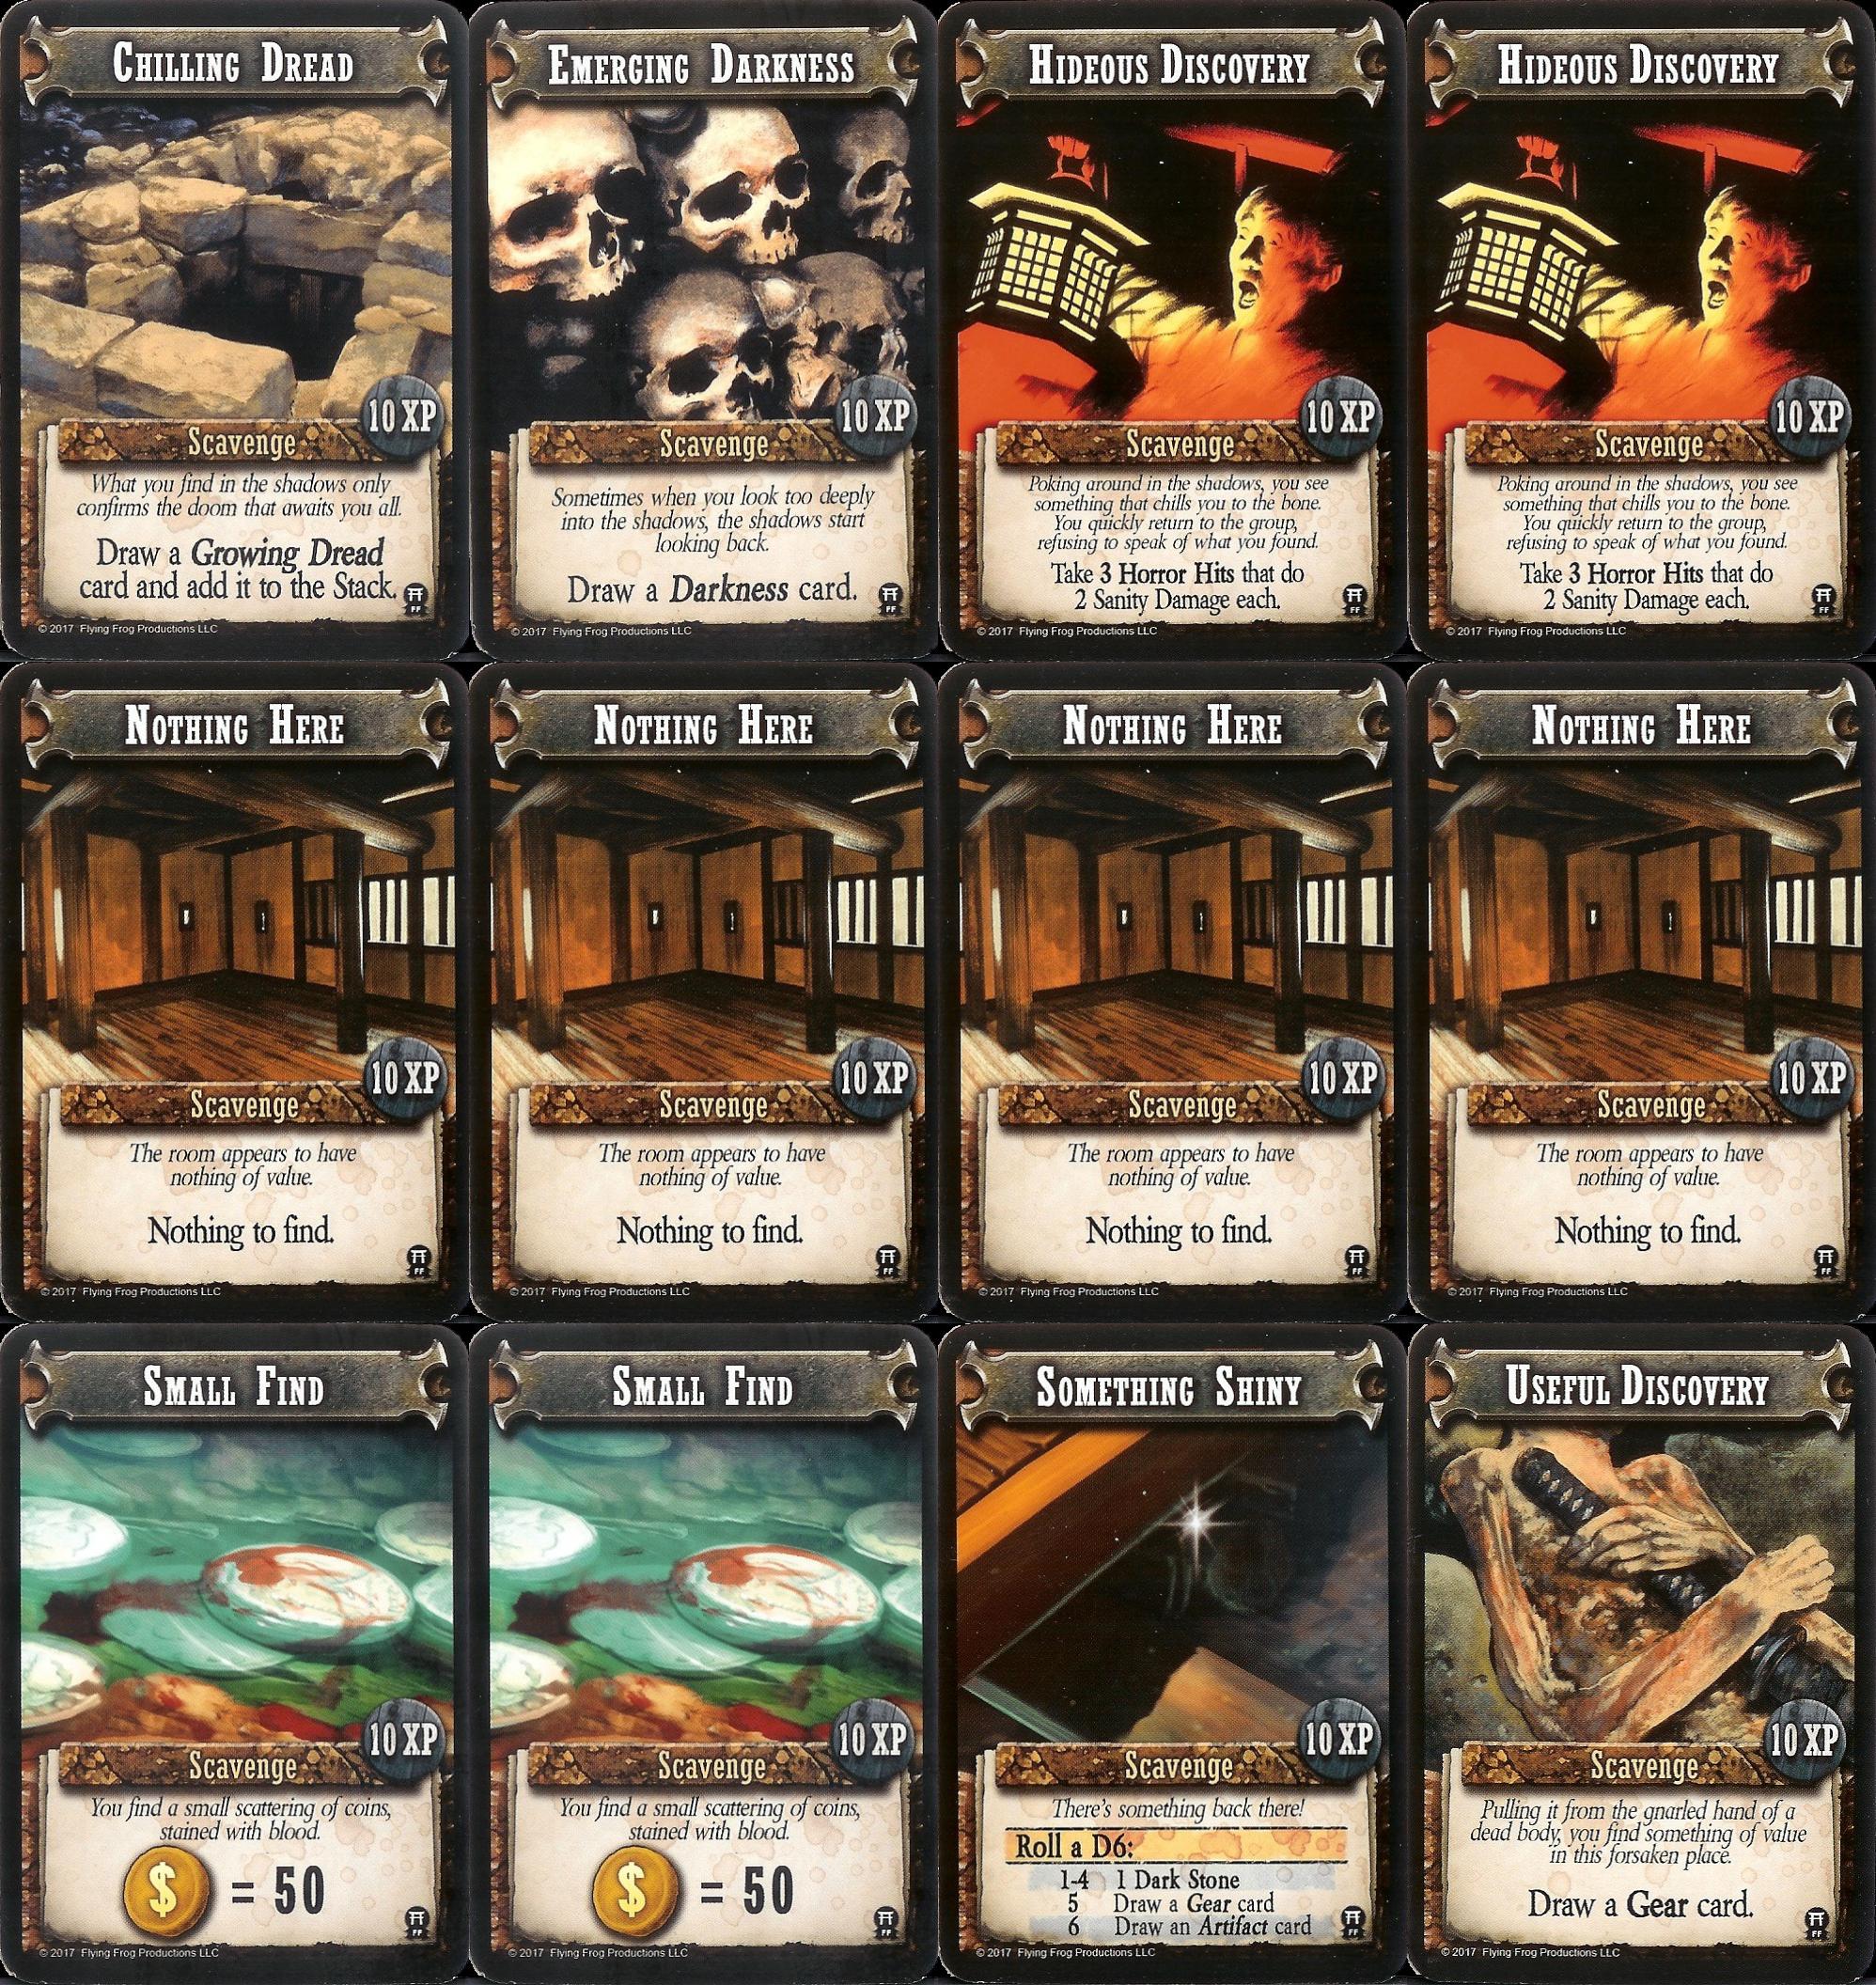 CHILLING DREAD
10 XP
Scavenge
What you find in the shadows only
confirms the doom that awaits you all.
Draw a Growing Dread
card and add it to the Stack.
FF
© 2017 Flying Frog Productions LLC
EMERGING DARKNESS
10 XP
Scavenge
Sometimes when you look too deeply
into the shadows, the shadows start
looking back.
Draw a Darkness card.
FF
© 2017 Flying Frog Productions LLC
HIDEOUS DISCOVERY
10 XP
Scavenge
Poking around in the shadows, you see
something that chills you to the bone.
You quickly return to the group,
refusing to speak of what you found.
Take 3 Horror Hits that do
2 Sanity Damage each.
FF
© 2017 Flying Frog Productions LLC
HIDEOUS DISCOVERY
10 XP
Scavenge
Poking around in the shadows, you see
something that chills you to the bone.
You quickly return to the group,
refusing to speak of what you found.
Take 3 Horror Hits that do
2 Sanity Damage each.
FF
© 2017 Flying Frog Productions LLC
NOTHING HERE
10 XP
Scavenge
The room appears to have
nothing of value.
Nothing to find.
FF
© 2017 Flying Frog Productions LLC
NOTHING HERE
10 XP
Scavenge
The room appears to have
nothing of value.
Nothing to find.
FF
© 2017 Flying Frog Productions LLC
NOTHING HERE
10 XP
Scavenge
The room appears to have
nothing of value.
Nothing to find.
FF
© 2017 Flying Frog Productions LLC
NOTHING HERE
10 XP
Scavenge
The room appears to have
nothing of value.
Nothing to find.
FF
© 2017 Flying Frog Productions LLC
SMALL FIND
10 XP
Scavenge
You find a small scattering of coins,
stained with blood.
$ = 50
FF
© 2017 Flying Frog Productions LLC
SMALL FIND
10 XP
Scavenge
You find a small scattering of coins,
stained with blood.
$ = 50
FF
© 2017 Flying Frog Productions LLC
SOMETHING SHINY
10 XP
Scavenge
There's something back there!
Roll a D6:
1-4 1 Dark Stone
5 Draw a Gear card
6 Draw an Artifact card
FF
© 2017 Flying Frog Productions LLC
USEFUL DISCOVERY
10 XP
Scavenge
Pulling it from the gnarled hand of a
dead body, you find something of value
in this forsaken place.
Draw a Gear card.
FF
© 2017 Flying Frog Productions LLC